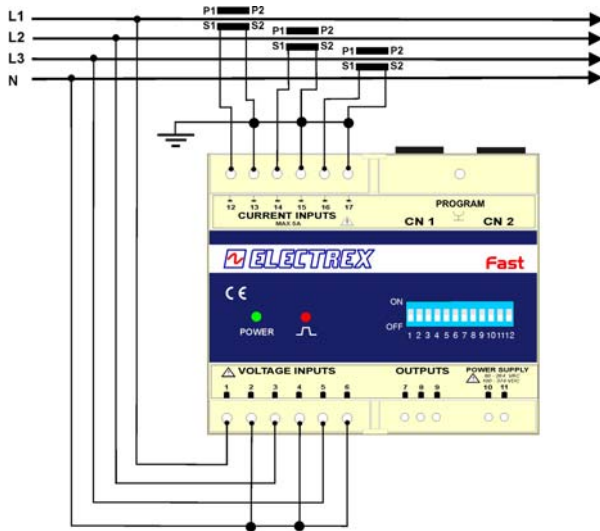 L1
P1 P2
S1 S2
L2
P1 P2
S1 S2
L3
P1 P2
S1 S2
N
12 13 14 15 16 17
CURRENT INPUTS
MAX 5A
PROGRAM
CN 1 CN 2
ELECTREX
Fast
CE
POWER
ON
OFF
1 2 3 4 5 6 7 8 9 10 11 12
VOLTAGE INPUTS
1 2 3 4 5 6
OUTPUTS
7 8 9
POWER SUPPLY
10 11